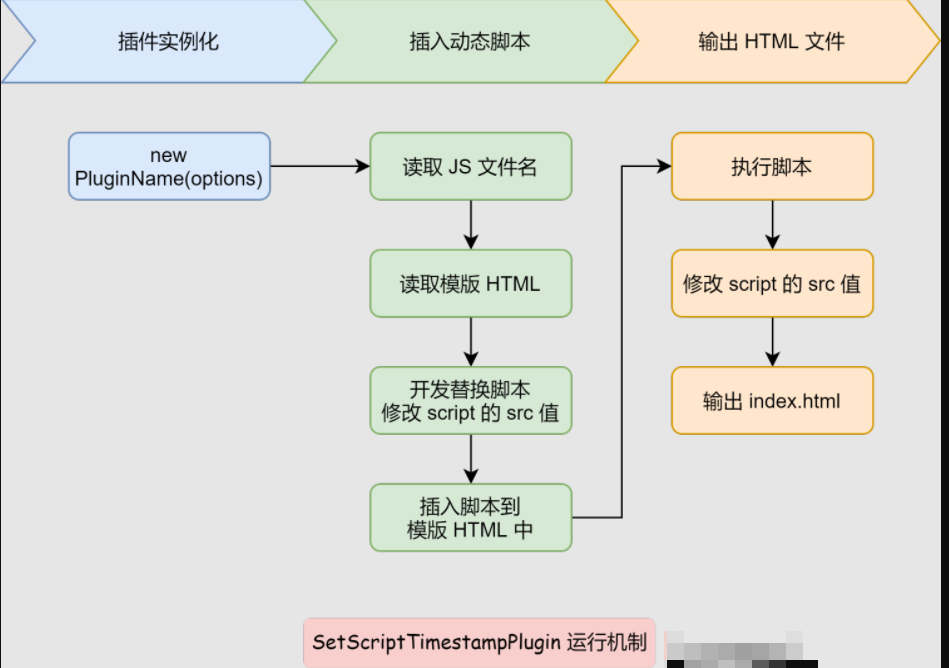 插件实例化
插入动态脚本
输出 HTML 文件
new
PluginName(options)
读取 JS 文件名
读取模版 HTML
开发替换脚本
修改 script 的 src 值
插入脚本到
模版 HTML 中
执行脚本
修改 script 的 src 值
输出 index.html
SetScriptTimestampPlugin 运行机制